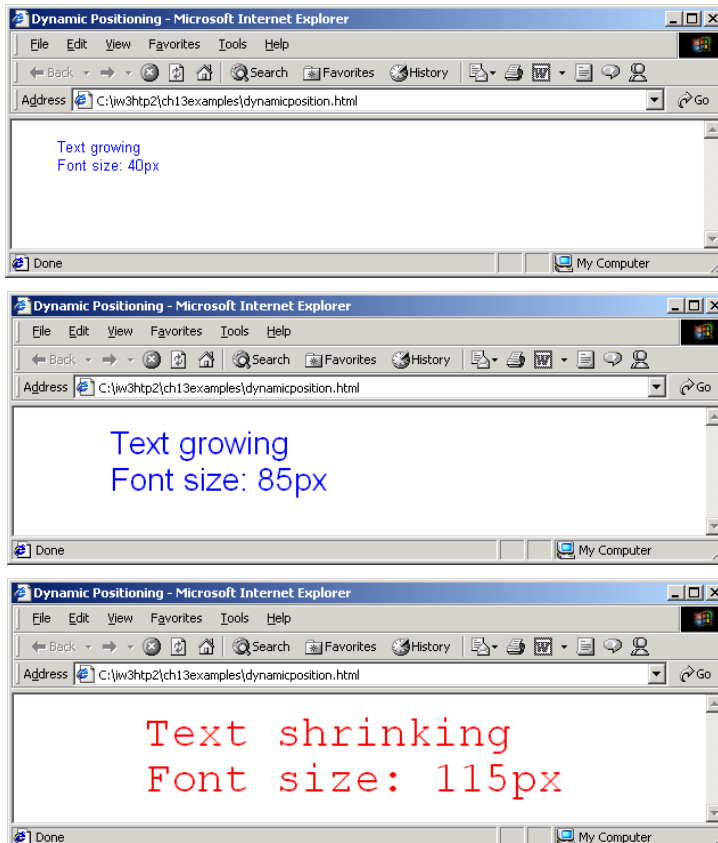 Dynamic Positioning - Microsoft Internet Explorer
File Edit View Favorites Tools Help
Back Search Favorites History
Address C:\iw3htp2\ch13examples\dynamicposition.html Go
Text growing
Font size: 40px
Done My Computer
Dynamic Positioning - Microsoft Internet Explorer
File Edit View Favorites Tools Help
Back Search Favorites History
Address C:\iw3htp2\ch13examples\dynamicposition.html Go
Text growing
Font size: 85px
Done My Computer
Dynamic Positioning - Microsoft Internet Explorer
File Edit View Favorites Tools Help
Back Search Favorites History
Address C:\iw3htp2\ch13examples\dynamicposition.html Go
Text shrinking
Font size: 115px
Done My Computer